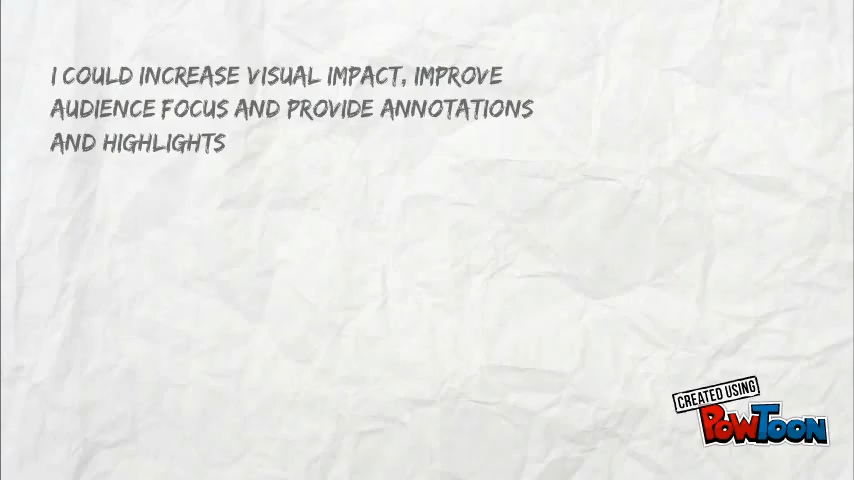 I COULD INCREASE VISUAL IMPACT, IMPROVE
AUDIENCE FOCUS AND PROVIDE ANNOTATIONS
AND HIGHLIGHTS
CREATED USING
POWTOON